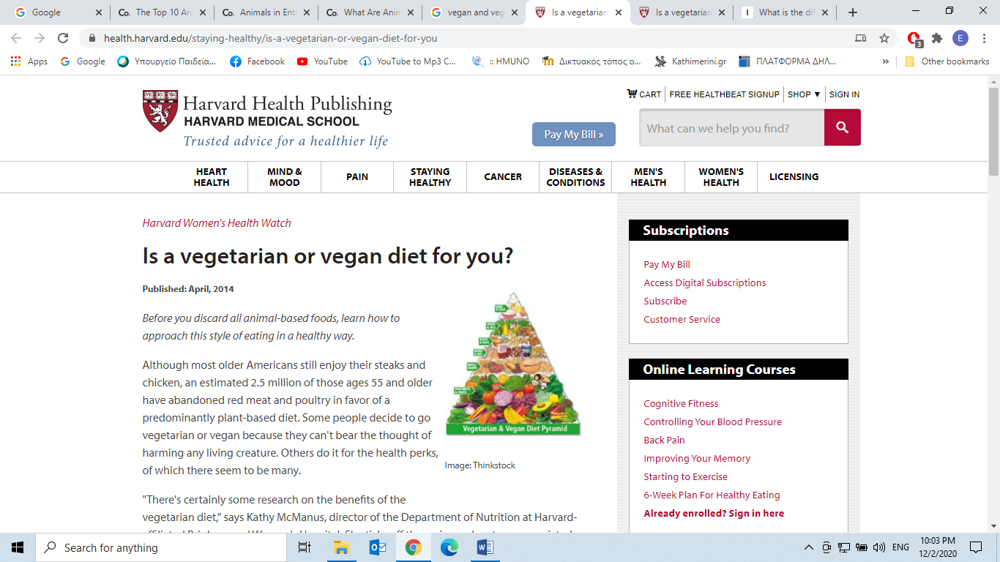 Google
Co. The Top 10 An
Co. Animals in Ent
Co. What Are Anim
vegan and veg
Is a vegetarian
Is a vegetarian
I What is the dif
health.harvard.edu/staying-healthy/is-a-vegetarian-or-vegan-diet-for-you
3
E
Apps
Google
Υπουργείο Παιδεία...
Facebook
YouTube
YouTube to Mp3 C...
:: HMUNO
Δικτυακός τόπος ο...
Kathimerini.gr
ΠΛΑΤΦΟΡΜΑ ΔΗΛ...
»
Other bookmarks
VE RI TAS
Harvard Health Publishing
HARVARD MEDICAL SCHOOL
Trusted advice for a healthier life
CART
FREE HEALTHBEAT SIGNUP
SHOP ▼
SIGN IN
Pay My Bill »
What can we help you find?
HEART HEALTH
MIND & MOOD
PAIN
STAYING HEALTHY
CANCER
DISEASES & CONDITIONS
MEN'S HEALTH
WOMEN'S HEALTH
LICENSING
Harvard Women's Health Watch
Is a vegetarian or vegan diet for you?
Published: April, 2014
Before you discard all animal-based foods, learn how to
approach this style of eating in a healthy way.
Although most older Americans still enjoy their steaks and
chicken, an estimated 2.5 million of those ages 55 and older
have abandoned red meat and poultry in favor of a
predominantly plant-based diet. Some people decide to go
vegetarian or vegan because they can't bear the thought of
harming any living creature. Others do it for the health perks,
of which there seem to be many.
Vegetarian & Vegan Diet Pyramid
Image: Thinkstock
"There's certainly some research on the benefits of the
vegetarian diet," says Kathy McManus, director of the Department of Nutrition at Harvard-
Subscriptions
Pay My Bill
Access Digital Subscriptions
Subscribe
Customer Service
Online Learning Courses
Cognitive Fitness
Controlling Your Blood Pressure
Back Pain
Improving Your Memory
Starting to Exercise
6-Week Plan For Healthy Eating
Already enrolled? Sign in here
Search for anything
ENG
10:03 PM
12/2/2020